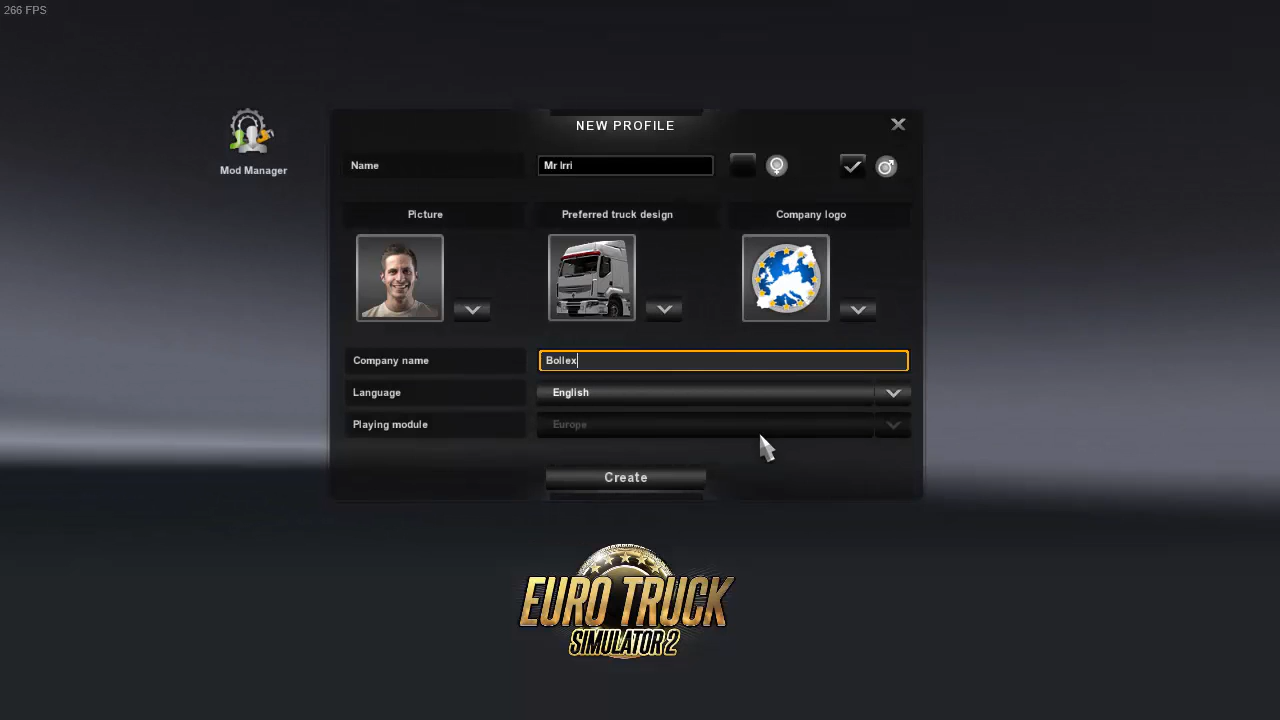 266 FPS
NEW PROFILE
Mod Manager
Name Mr Irri
Picture Preferred truck design Company logo
Company name Bollex
Language English
Playing module Europe
Create
EURO TRUCK
SIMULATOR 2